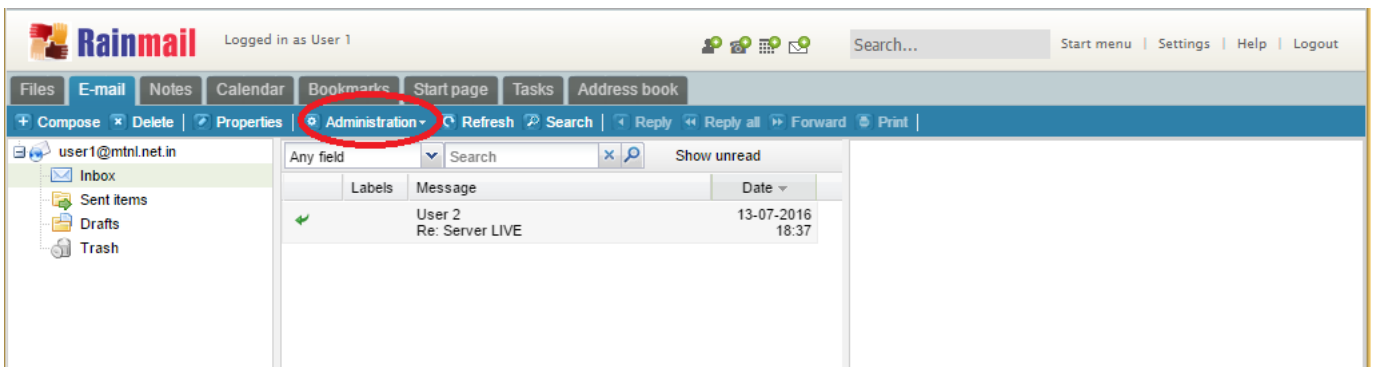 Rainmail Logged in as User 1 Search... Start menu | Settings | Help | Logout
Files E-mail Notes Calendar Bookmarks Start page Tasks Address book
Compose Delete | Properties | Administration Refresh Search | Reply Reply all Forward Print |
user1@mtnl.net.in
Inbox
Sent items
Drafts
Trash
Any field Search Show unread
Labels Message Date
User 2 13-07-2016
Re: Server LIVE 18:37